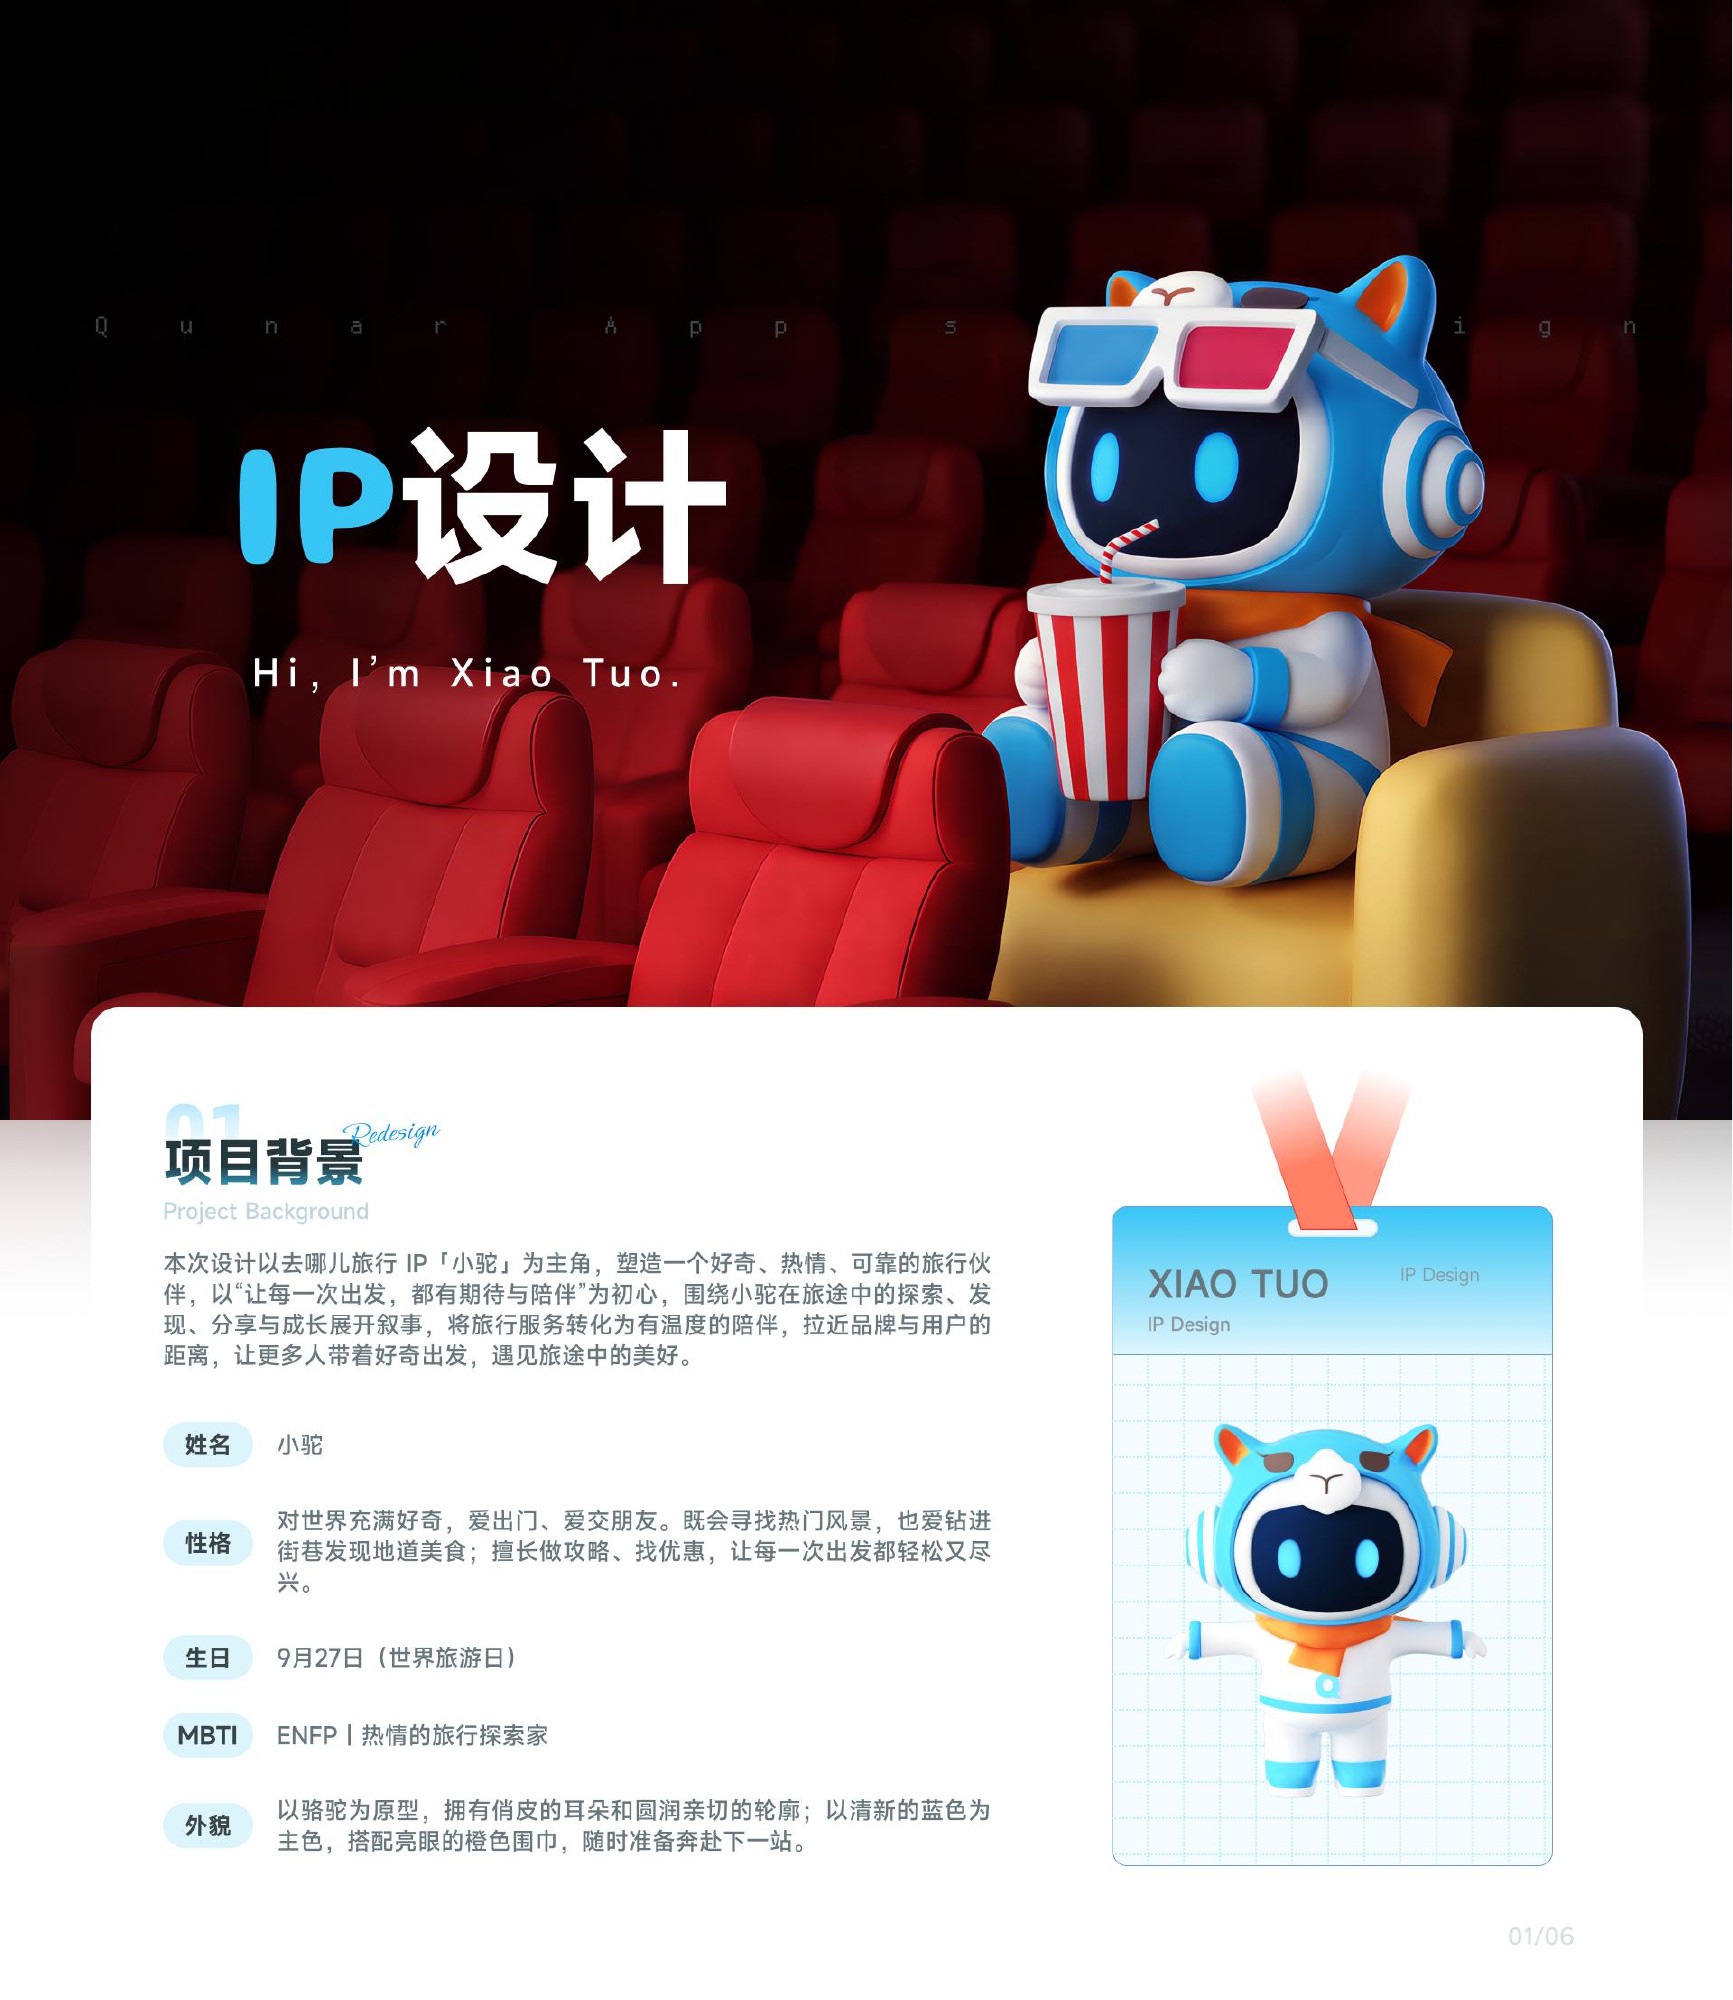 Qunar App s ign
IP设计
Hi, I’m Xiao Tuo.
01
项目背景
Redesign
Project Background
本次设计以去哪儿旅行 IP「小驼」为主角，塑造一个好奇、热情、可靠的旅行伙
伴，以“让每一次出发，都有期待与陪伴”为初心，围绕小驼在旅途中的探索、发
现、分享与成长展开叙事，将旅行服务转化为有温度的陪伴，拉近品牌与用户的
距离，让更多人带着好奇出发，遇见旅途中的美好。
姓名 小驼
性格 对世界充满好奇，爱出门、爱交朋友。既会寻找热门风景，也爱钻进
街巷发现地道美食；擅长做攻略、找优惠，让每一次出发都轻松又尽
兴。
生日 9月27日（世界旅游日）
MBTI ENFP | 热情的旅行探索家
外貌 以骆驼为原型，拥有俏皮的耳朵和圆润亲切的轮廓；以清新的蓝色为
主色，搭配亮眼的橙色围巾，随时准备奔赴下一站。
XIAO TUO
IP Design
IP Design
Q
01/06